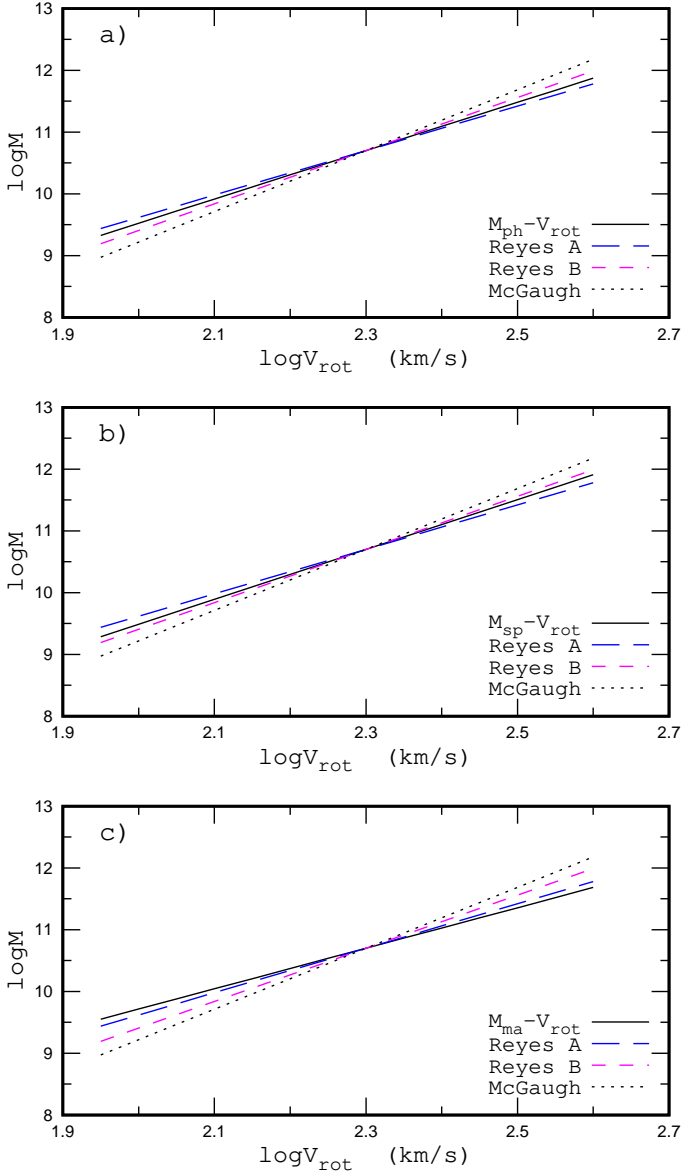 13
a)
12
11
logM
10
9
8
M_ph-V_rot
Reyes A
Reyes B
McGaugh
1.9 2.1 2.3 2.5 2.7
logV_rot (km/s)
13
b)
12
11
logM
10
9
8
M_sp-V_rot
Reyes A
Reyes B
McGaugh
1.9 2.1 2.3 2.5 2.7
logV_rot (km/s)
13
c)
12
11
logM
10
9
8
M_ma-V_rot
Reyes A
Reyes B
McGaugh
1.9 2.1 2.3 2.5 2.7
logV_rot (km/s)